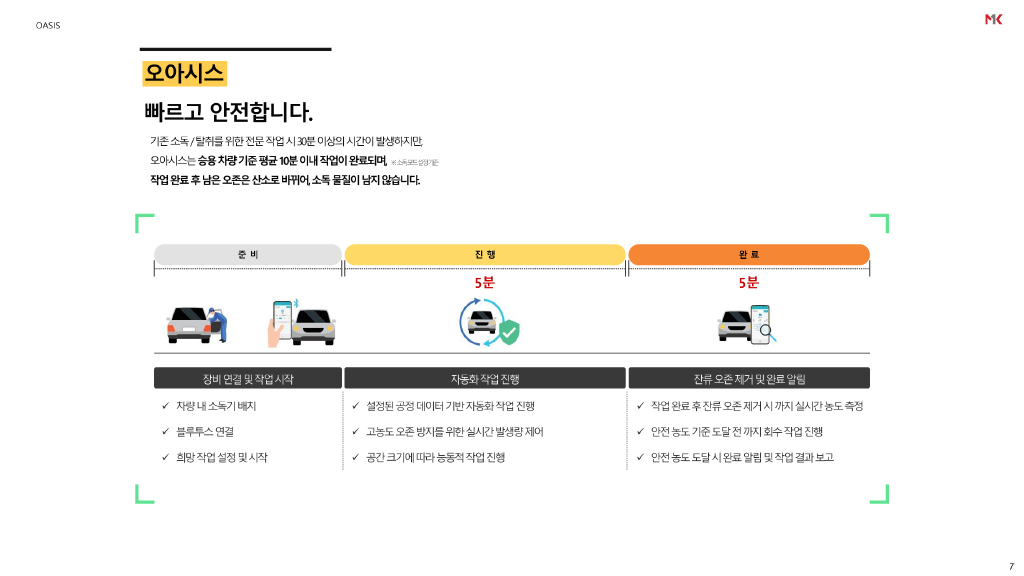 OASIS
MK
오아시스
빠르고 안전합니다.
기존 소독 / 탈취를 위한 전문 작업 시 30분 이상의 시간이 발생하지만,
오아시스는 승용 차량 기준 평균 10분 이내 작업이 완료되며, ※ 소독모드 설정 기준
작업 완료 후 남은 오존은 산소로 바뀌어, 소독 물질이 남지 않습니다.
준 비
진 행
완 료
5분
5분
장비 연결 및 작업 시작
자동화 작업 진행
잔류 오존 제거 및 완료 알림
✓ 차량 내 소독기 배치
✓ 블루투스 연결
✓ 희망 작업 설정 및 시작
✓ 설정된 공정 데이터 기반 자동화 작업 진행
✓ 고농도 오존 방지를 위한 실시간 발생량 제어
✓ 공간 크기에 따라 능동적 작업 진행
✓ 작업 완료 후 잔류 오존 제거 시 까지 실시간 농도 측정
✓ 안전 농도 기준 도달 전 까지 회수 작업 진행
✓ 안전 농도 도달 시 완료 알림 및 작업 결과 보고
7